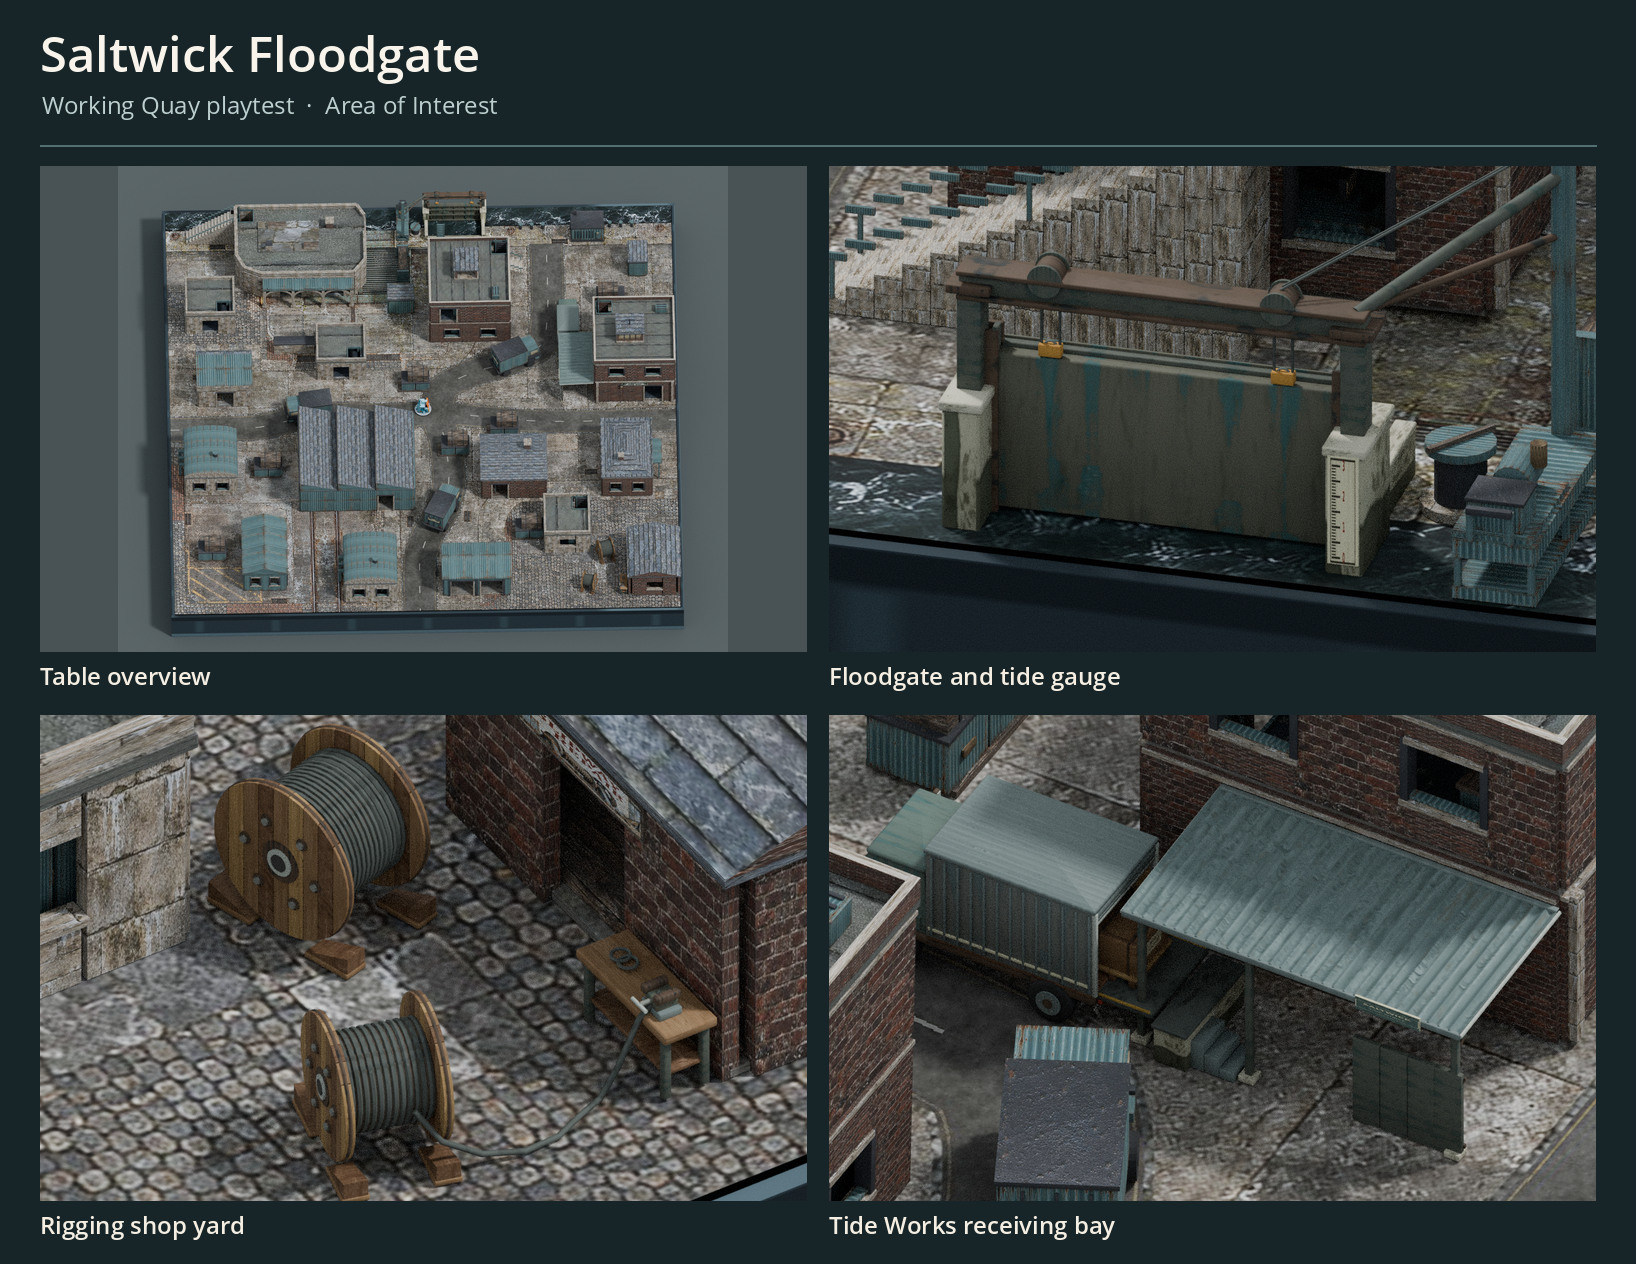 Saltwick Floodgate
Working Quay playtest · Area of Interest
Table overview
Floodgate and tide gauge
Rigging shop yard
Tide Works receiving bay